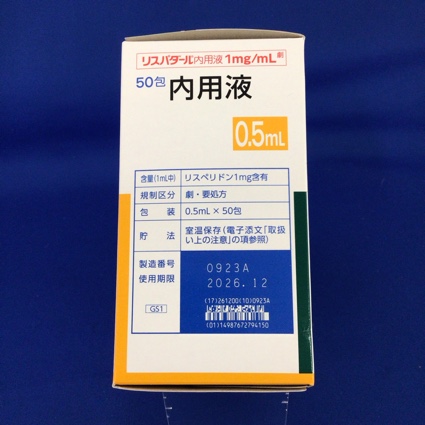 リスパダール内用液1mg/mL 劇
50包 内用液
0.5mL
含量(1mL中) リスペリドン1mg含有
規制区分 劇・要処方
包装 0.5mL×50包
貯法 室温保存(電子添文「取扱
い上の注意」の項参照)
製造番号 0923A
使用期限 2026.12
(17)261200(10)0923A
GS1
(01)14987672794150